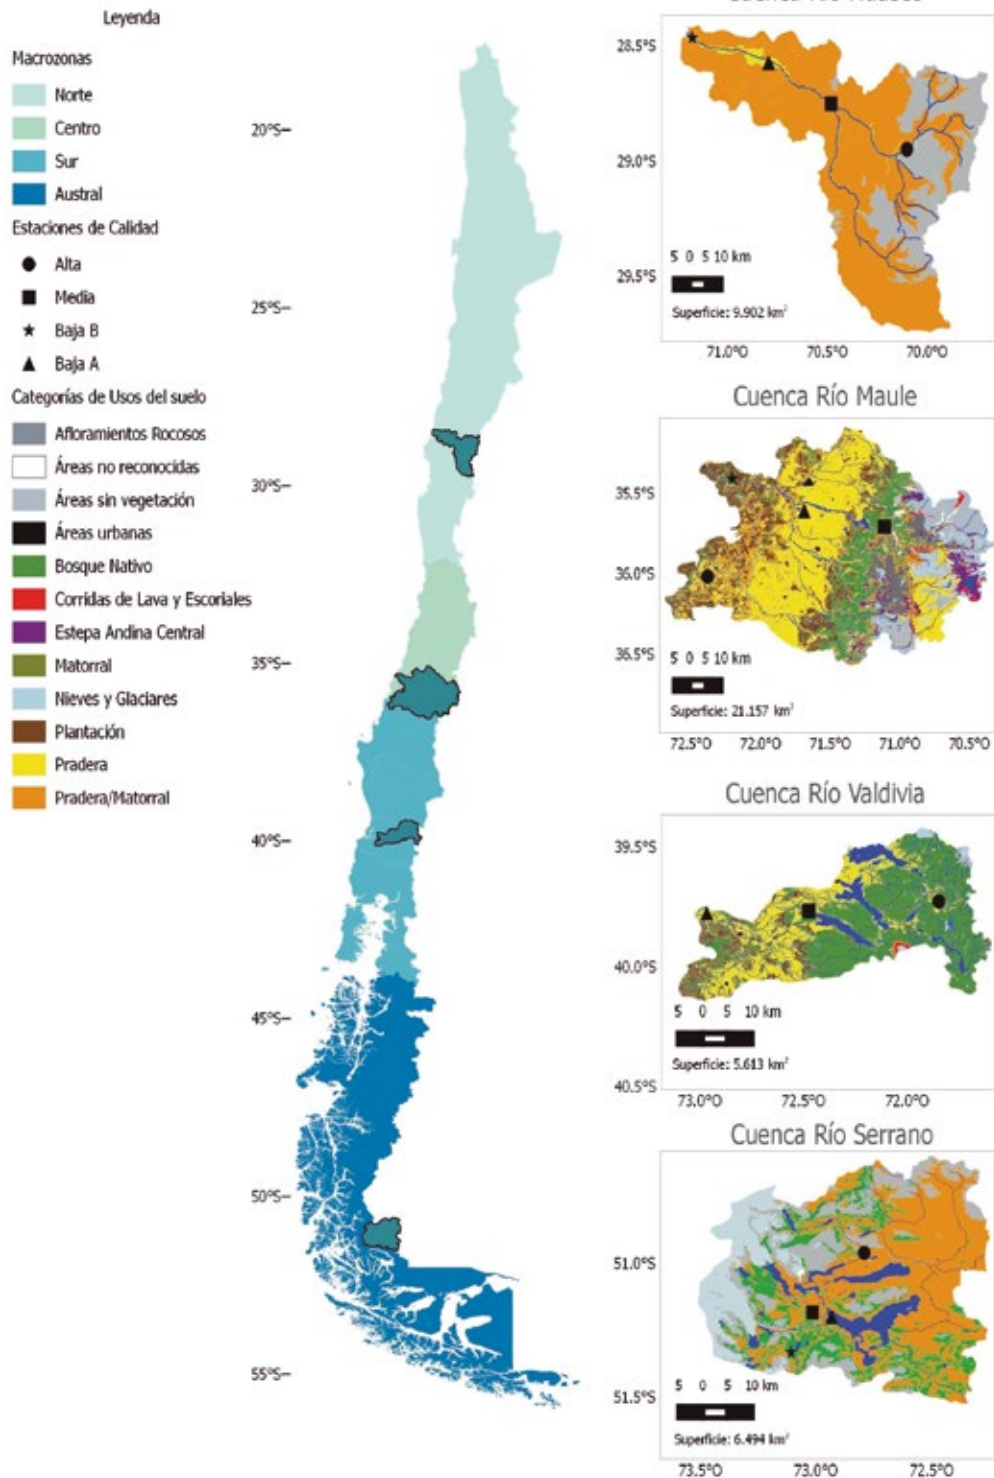 Leyenda
Macrozonas
Norte
Centro
Sur
Austral
Estaciones de Calidad
Alta
Media
Baja B
Baja A
Categorías de Usos del suelo
Afloramientos Rocosos
Áreas no reconocidas
Áreas sin vegetación
Áreas urbanas
Bosque Nativo
Corridas de Lava y Escoriales
Estepa Andina Central
Matorral
Nieves y Glaciares
Plantación
Pradera
Pradera/Matorral
20°S
25°S
30°S
35°S
40°S
45°S
50°S
55°S
28.5°S
29.0°S
29.5°S
5 0 5 10 km
Superficie: 9.902 km²
71.0°O 70.5°O 70.0°O
Cuenca Río Maule
35.5°S
36.0°S
36.5°S
5 0 5 10 km
Superficie: 21.157 km²
72.5°O 72.0°O 71.5°O 71.0°O 70.5°O
Cuenca Río Valdivia
39.5°S
40.0°S
40.5°S
5 0 5 10 km
Superficie: 5.613 km²
73.0°O 72.5°O 72.0°O
Cuenca Río Serrano
51.0°S
51.5°S
5 0 5 10 km
Superficie: 6.494 km²
73.5°O 73.0°O 72.5°O